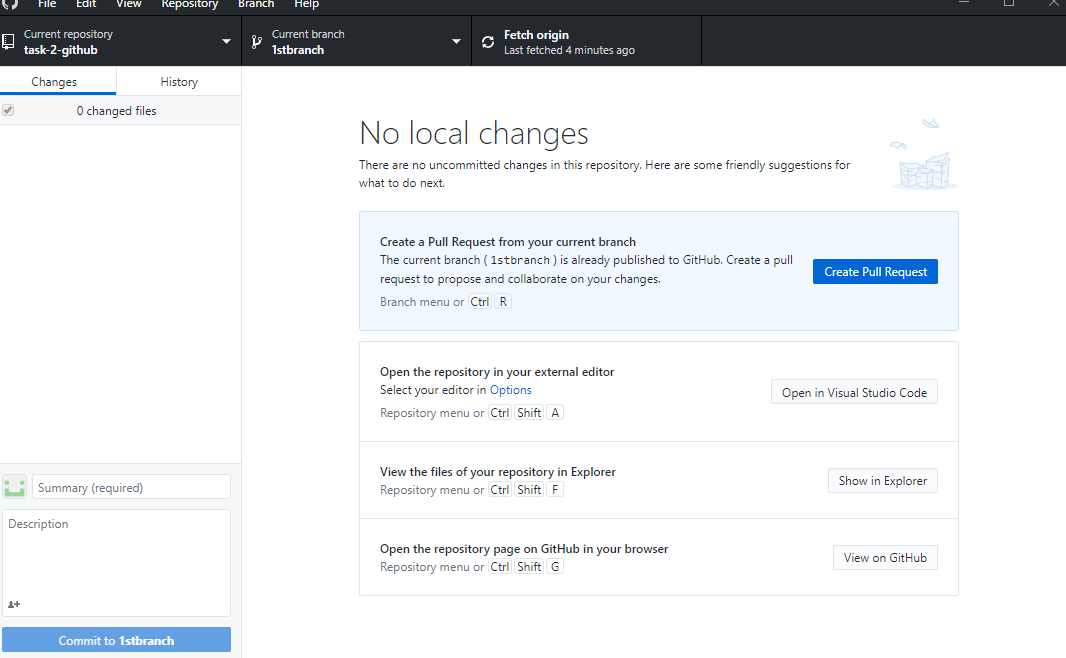 File Edit View Repository Branch Help
Current repository
task-2-github
Current branch
1stbranch
Fetch origin
Last fetched 4 minutes ago
Changes
History
0 changed files
No local changes
There are no uncommitted changes in this repository. Here are some friendly suggestions for
what to do next.
Create a Pull Request from your current branch
The current branch ( 1stbranch ) is already published to GitHub. Create a pull
request to propose and collaborate on your changes.
Branch menu or Ctrl R
Create Pull Request
Open the repository in your external editor
Select your editor in Options
Repository menu or Ctrl Shift A
Open in Visual Studio Code
View the files of your repository in Explorer
Repository menu or Ctrl Shift F
Show in Explorer
Open the repository page on GitHub in your browser
Repository menu or Ctrl Shift G
View on GitHub
Summary (required)
Description
Commit to 1stbranch